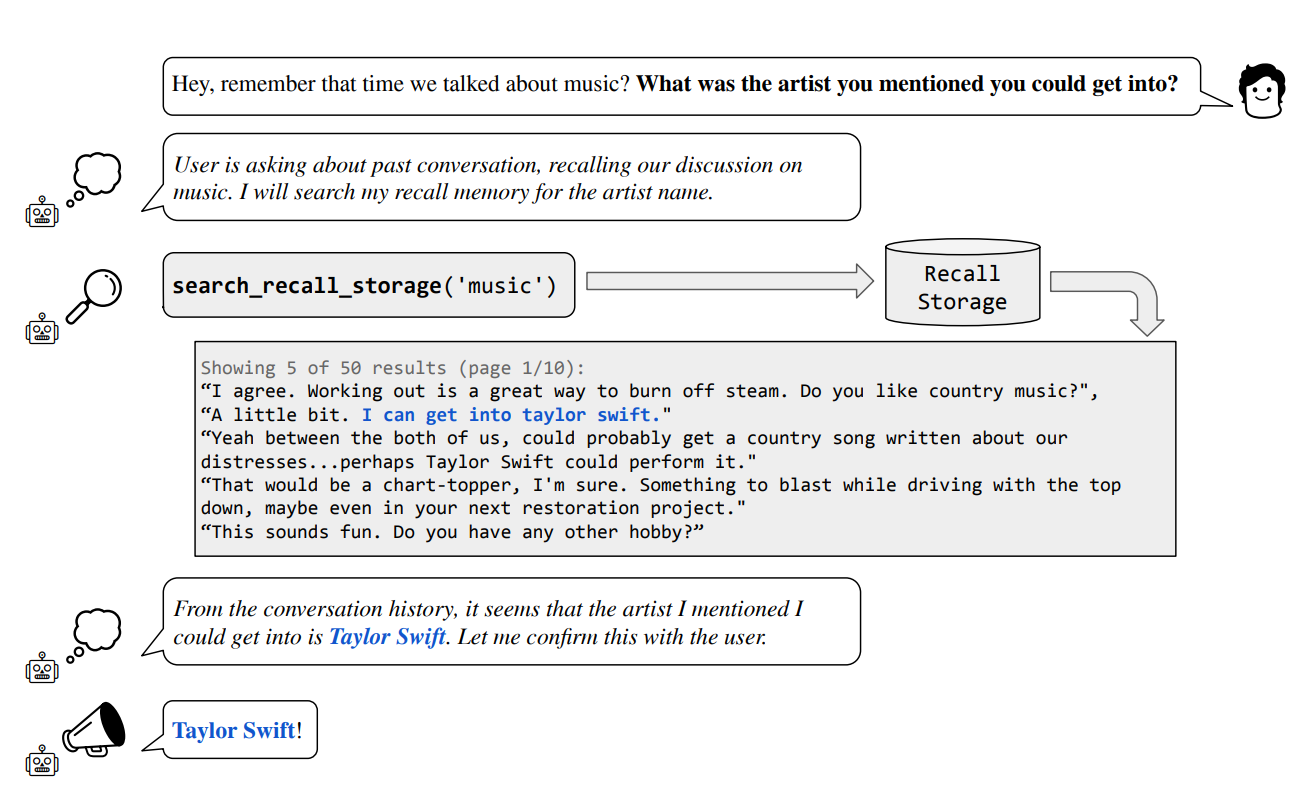 Hey, remember that time we talked about music? What was the artist you mentioned you could get into?
User is asking about past conversation, recalling our discussion on
music. I will search my recall memory for the artist name.
search_recall_storage('music')
Recall
Storage
Showing 5 of 50 results (page 1/10):
“I agree. Working out is a great way to burn off steam. Do you like country music?",
“A little bit. I can get into taylor swift."
“Yeah between the both of us, could probably get a country song written about our
distresses...perhaps Taylor Swift could perform it."
“That would be a chart-topper, I'm sure. Something to blast while driving with the top
down, maybe even in your next restoration project."
“This sounds fun. Do you have any other hobby?”
From the conversation history, it seems that the artist I mentioned I
could get into is Taylor Swift. Let me confirm this with the user.
Taylor Swift!